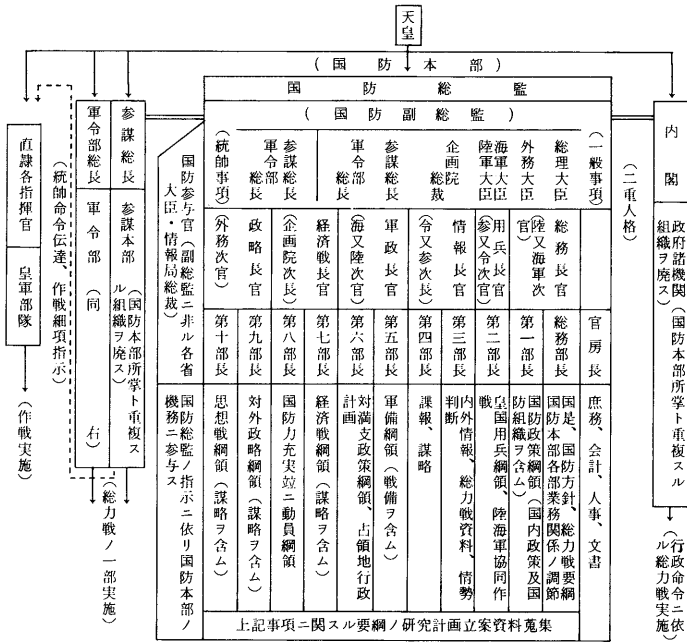 天皇
(国防本部)
国防総監
(国防副総監)
内閣
政府諸機関(国防本部所掌ト重複スル
組織ヲ廃ス)
(行政命令ニ依
ル総力戦実施)
(二重人格)
(一般事項)
官房長
庶務、会計、人事、文書
総理大臣
外務大臣
海軍大臣
陸軍大臣
企画院
総裁
参謀総長
軍令部
総長
参謀総長
軍令部
総長
(統帥事項)
総務長官
(陸又海軍次
官)
用兵長官
(参又令次官)
情報長官
(令又参次長)
軍政長官
(海又陸次官)
経済戦長官
(企画院次長)
政略長官
(外務次官)
総務部長
第一部長
第二部長
第三部長
第四部長
第五部長
第六部長
第七部長
第八部長
第九部長
第十部長
国是、国防方針、総力戦要綱
国防本部各部業務関係ノ調節
国防政策綱領(国内政策及国
防組織ヲ含ム)
皇国用兵綱領、陸海軍協同作
戦
内外情報、総力戦資料、情勢
判断
諜報、謀略
軍備綱領(戦備ヲ含ム)
対満支政策綱領、占領地行政
計画
経済戦綱領(謀略ヲ含ム)
国防力充実竝ニ動員綱領
対外政略綱領(謀略ヲ含ム)
思想戦綱領(謀略ヲ含ム)
上記事項ニ関スル要綱ノ研究計画立案資料蒐集
国防参与官(副総監ニ非ル各省
大臣・情報局総裁)
国防総監ノ指示ニ依リ国防本部ノ
機務ニ参与ス
参謀総長
参謀本部
(国防本部所掌ト重複ス
ル組織ヲ廃ス)
軍令部総長
軍令部
(同右)
(総力戦ノ一部実施)
(統帥命令伝達、作戦細項指示)
直隷各指揮官
皇軍部隊
(作戦実施)